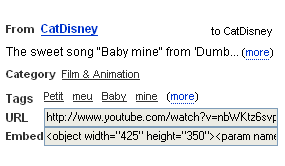 From CatDisney to CatDisney
The sweet song "Baby mine" from 'Dumb... (more)
Category Film & Animation
Tags Petit meu Baby mine (more)
URL http://www.youtube.com/watch?v=nbWKtz6svp
Embed <object width="425" height="350"><param name